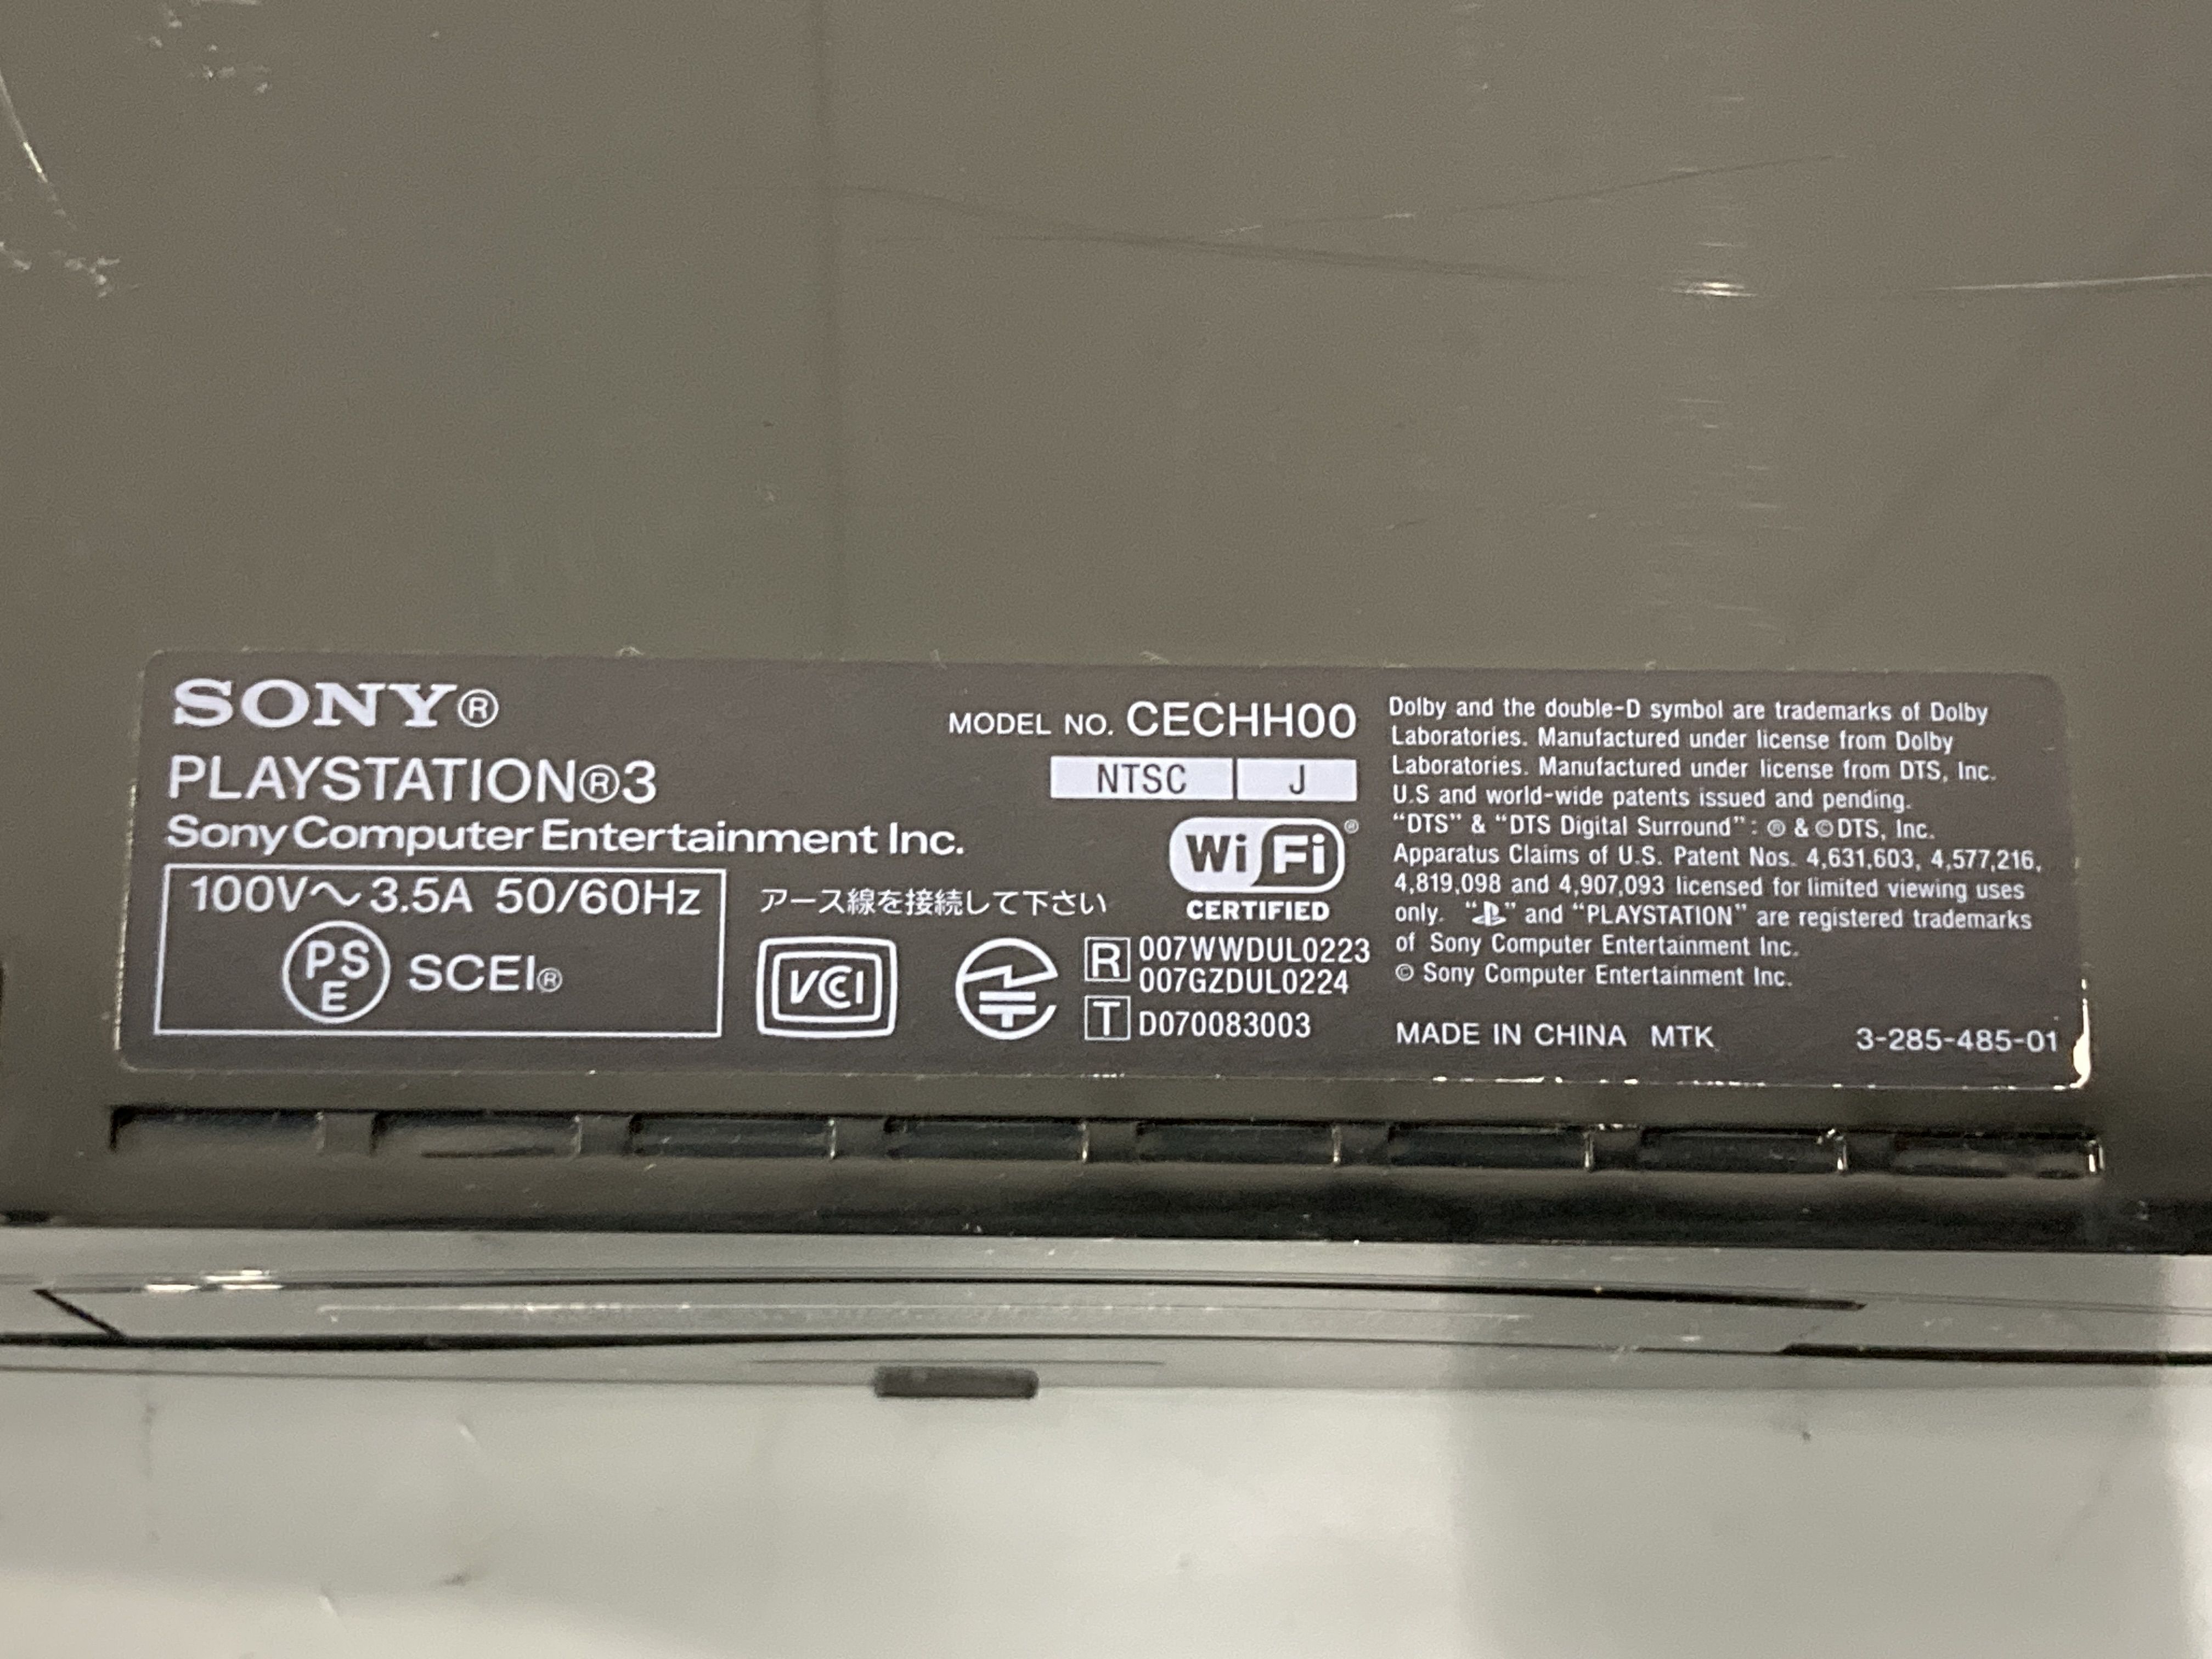 SONY®
PLAYSTATION®3
Sony Computer Entertainment Inc.
100V～3.5A 50/60Hz
PS
E
SCEI®
MODEL NO. CECHH00
NTSC J
Wi Fi ®
CERTIFIED
アース線を接続して下さい
VCCI
R 007WWDUL0223
007GZDUL0224
T D070083003
Dolby and the double-D symbol are trademarks of Dolby
Laboratories. Manufactured under license from Dolby
Laboratories. Manufactured under license from DTS, Inc.
U.S and world-wide patents issued and pending.
“DTS” & “DTS Digital Surround” : ® & ©DTS, Inc.
Apparatus Claims of U.S. Patent Nos. 4,631,603, 4,577,216,
4,819,098 and 4,907,093 licensed for limited viewing uses
only. “PS” and “PLAYSTATION” are registered trademarks
of Sony Computer Entertainment Inc.
© Sony Computer Entertainment Inc.
MADE IN CHINA MTK 3-285-485-01